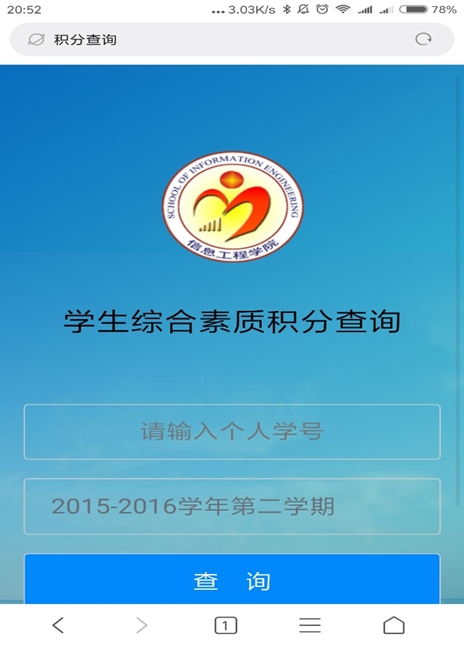 20:52 ... 3.03K/s 78%
积分查询
SCHOOL OF INFORMATION ENGINEERING
信息工程学院
学生综合素质积分查询
请输入个人学号
2015-2016学年第二学期
查 询
1